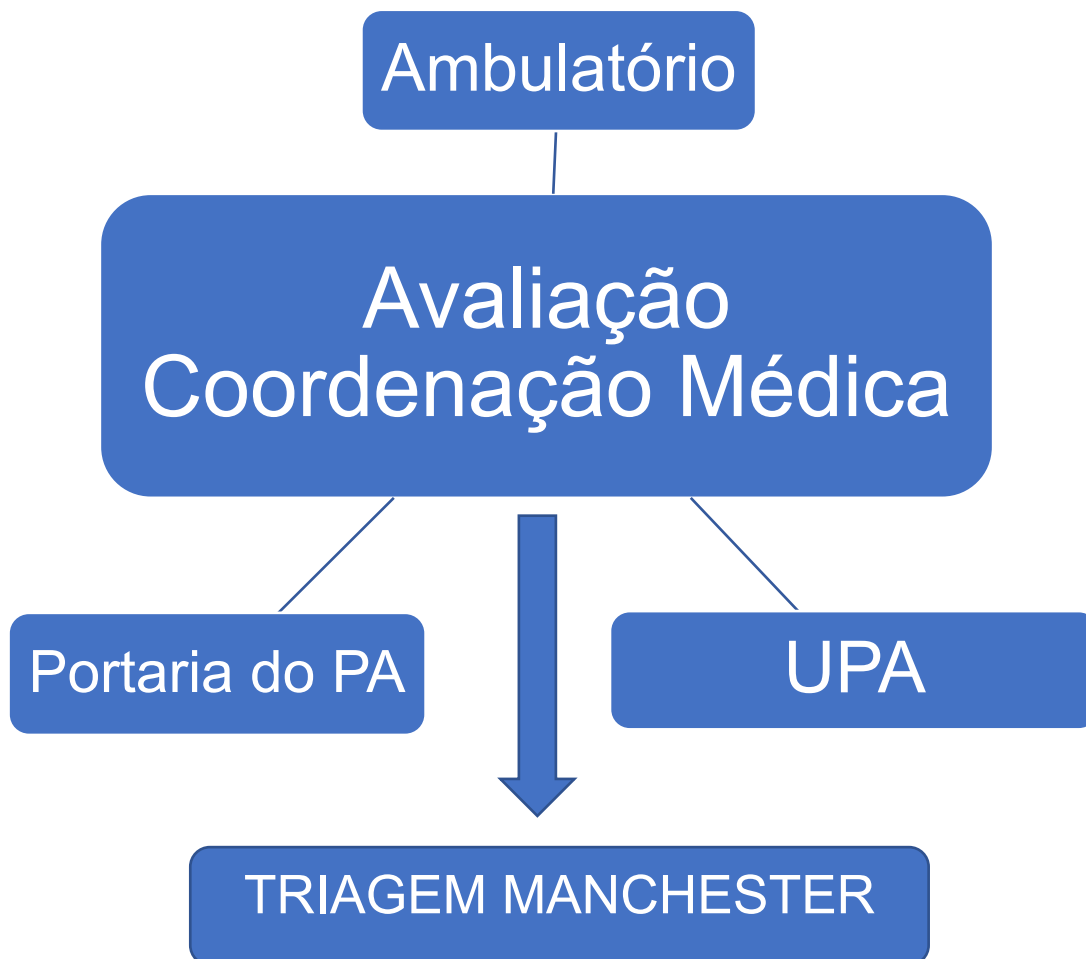 Ambulatório
Avaliação
Coordenação Médica
Portaria do PA
UPA
TRIAGEM MANCHESTER